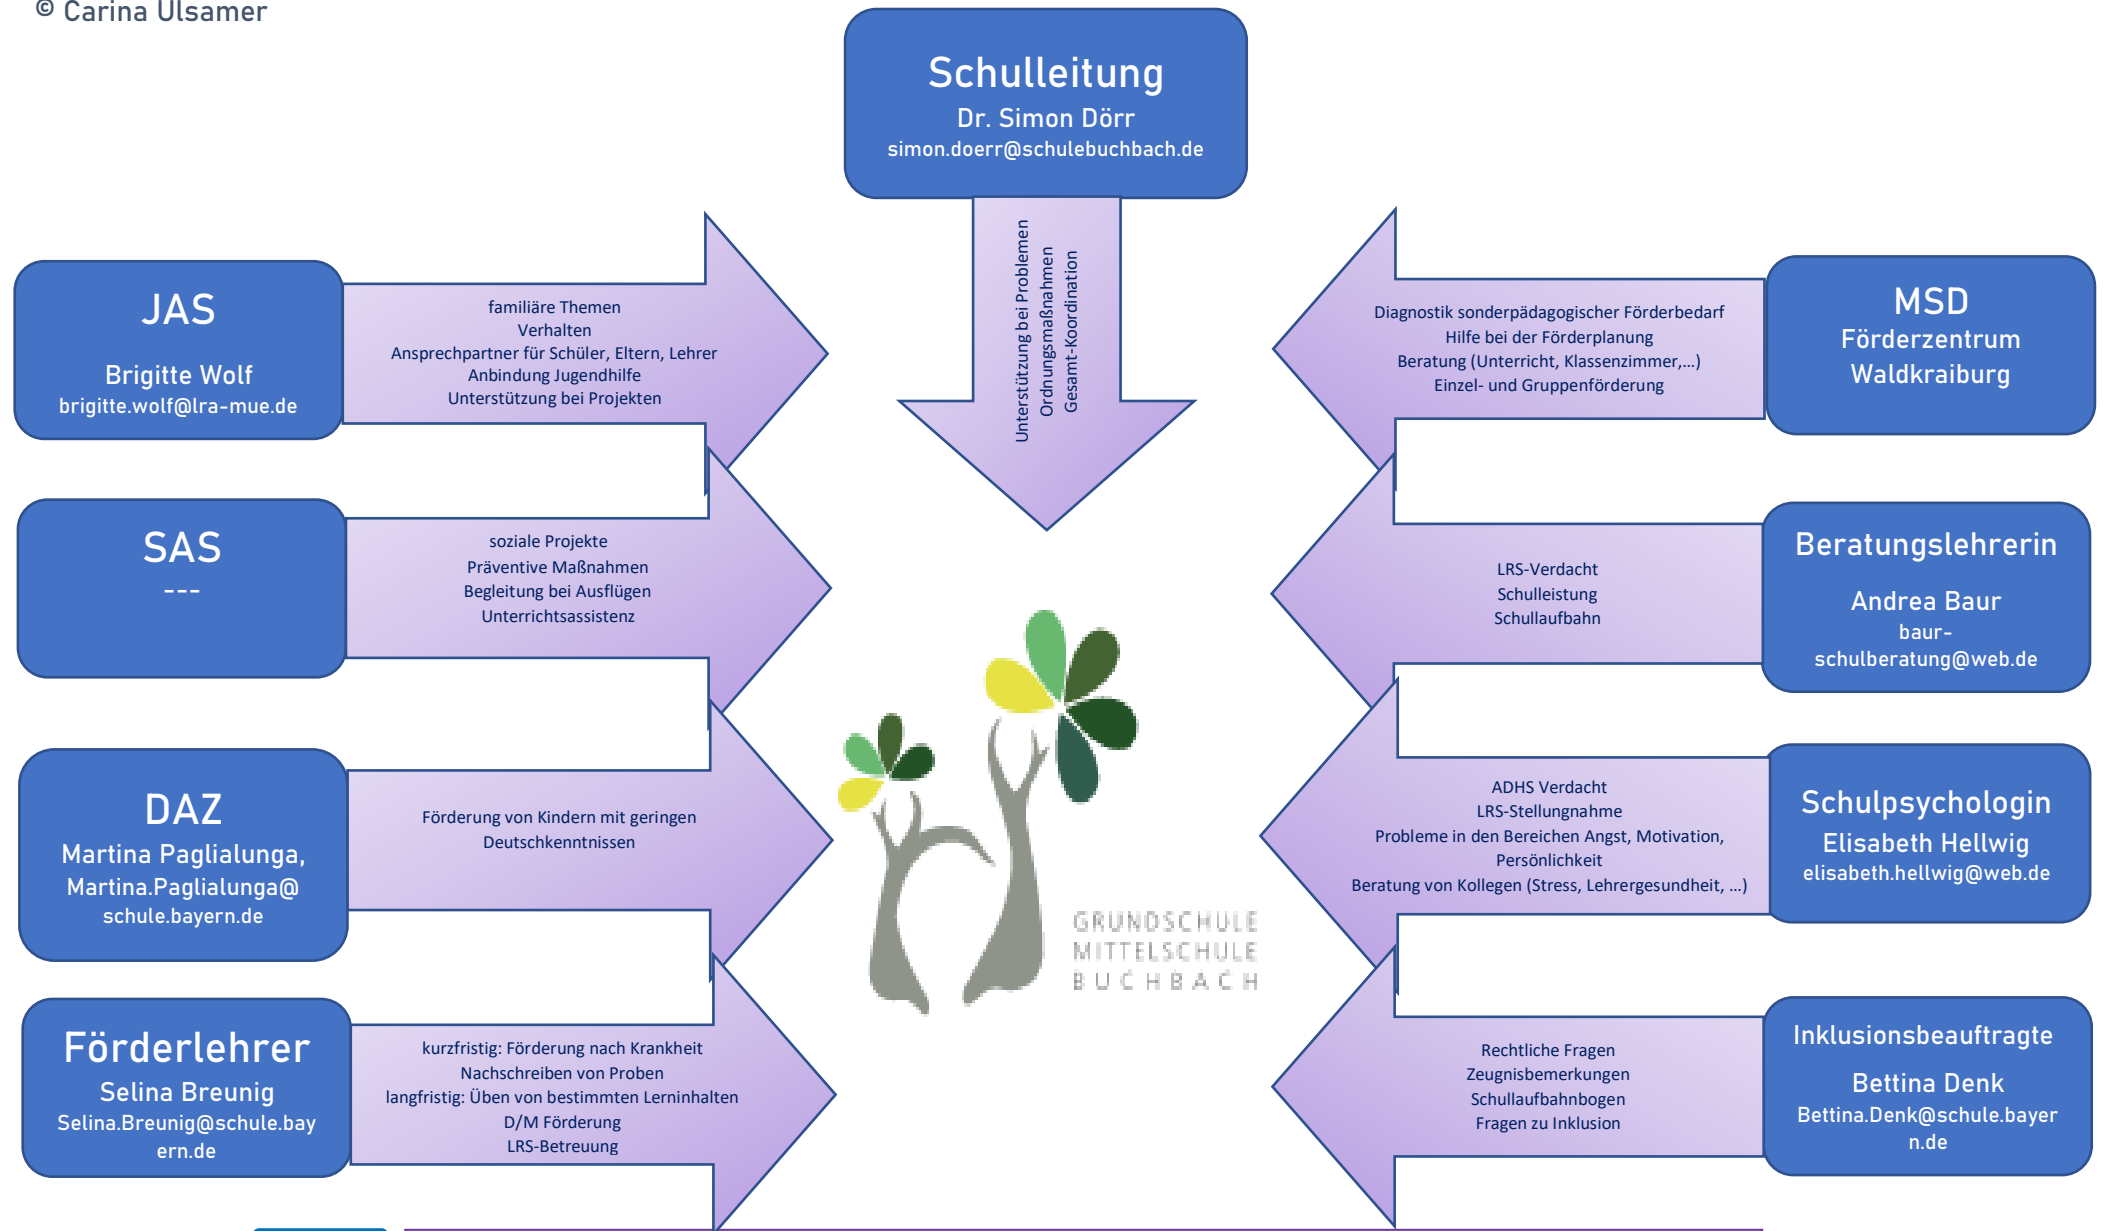 © Carina Ulsamer
Schulleitung
Dr. Simon Dörr
simon.doerr@schulebuchbach.de
Unterstützung bei Problemen
Ordnungsmaßnahmen
Gesamt-Koordination
JAS
Brigitte Wolf
brigitte.wolf@lra-mue.de
familiäre Themen
Verhalten
Ansprechpartner für Schüler, Eltern, Lehrer
Anbindung Jugendhilfe
Unterstützung bei Projekten
SAS
---
soziale Projekte
Präventive Maßnahmen
Begleitung bei Ausflügen
Unterrichtsassistenz
DAZ
Martina Paglialunga,
Martina.Paglialunga@
schule.bayern.de
Förderung von Kindern mit geringen
Deutschkenntnissen
Förderlehrer
Selina Breunig
Selina.Breunig@schule.bay
ern.de
kurzfristig: Förderung nach Krankheit
Nachschreiben von Proben
langfristig: Üben von bestimmten Lerninhalten
D/M Förderung
LRS-Betreuung
GRUNDSCHULE
MITTELSCHULE
BUCHBACH
Diagnostik sonderpädagogischer Förderbedarf
Hilfe bei der Förderplanung
Beratung (Unterricht, Klassenzimmer,...)
Einzel- und Gruppenförderung
MSD
Förderzentrum
Waldkraiburg
LRS-Verdacht
Schulleistung
Schullaufbahn
Beratungslehrerin
Andrea Baur
baur-
schulberatung@web.de
ADHS Verdacht
LRS-Stellungnahme
Probleme in den Bereichen Angst, Motivation,
Persönlichkeit
Beratung von Kollegen (Stress, Lehrergesundheit, ...)
Schulpsychologin
Elisabeth Hellwig
elisabeth.hellwig@web.de
Rechtliche Fragen
Zeugnisbemerkungen
Schullaufbahnbogen
Fragen zu Inklusion
Inklusionsbeauftragte
Bettina Denk
Bettina.Denk@schule.bayer
n.de